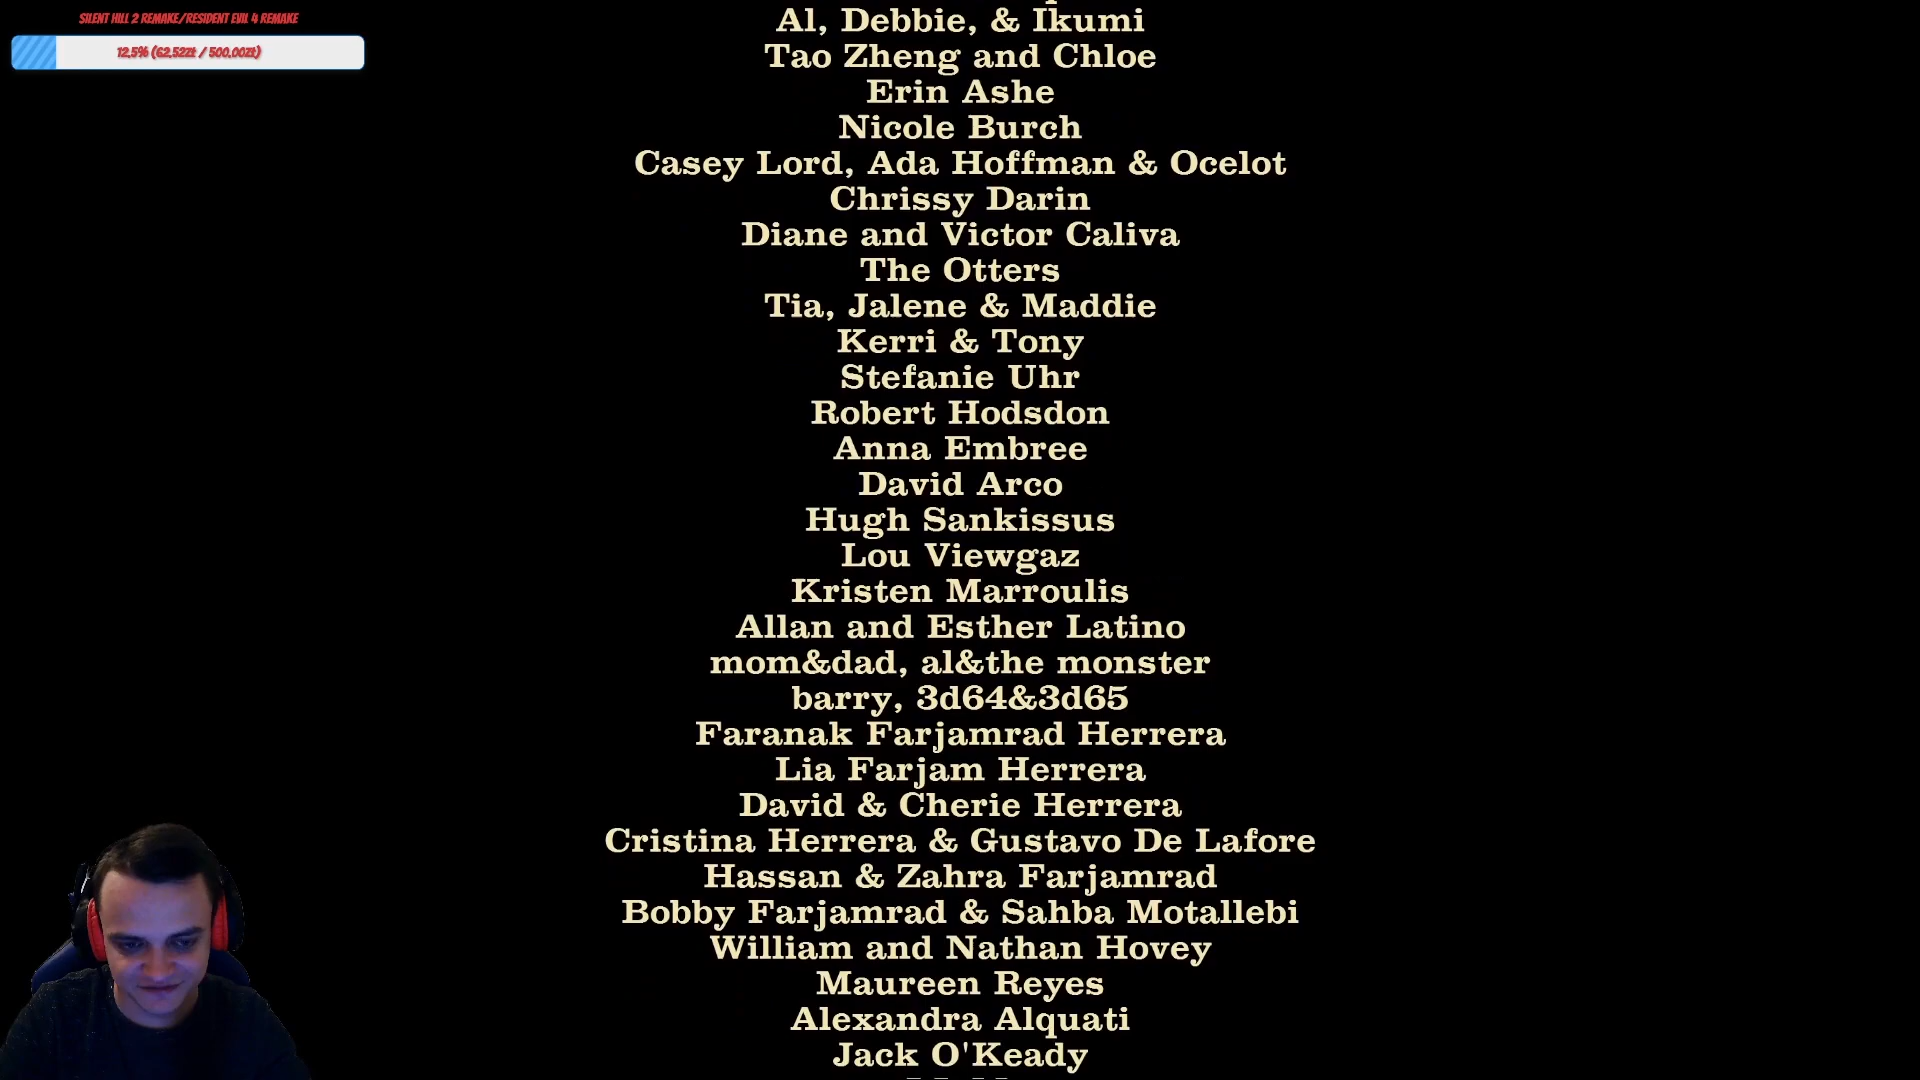 SILENT HILL 2 REMAKE/RESIDENT EVIL 4 REMAKE
12,5% (62,52zł / 500,00zł)
Al, Debbie, & Ikumi
Tao Zheng and Chloe
Erin Ashe
Nicole Burch
Casey Lord, Ada Hoffman & Ocelot
Chrissy Darin
Diane and Victor Caliva
The Otters
Tia, Jalene & Maddie
Kerri & Tony
Stefanie Uhr
Robert Hodsdon
Anna Embree
David Arco
Hugh Sankissus
Lou Viewgaz
Kristen Marroulis
Allan and Esther Latino
mom&dad, al&the monster
barry, 3d64&3d65
Faranak Farjamrad Herrera
Lia Farjam Herrera
David & Cherie Herrera
Cristina Herrera & Gustavo De Lafore
Hassan & Zahra Farjamrad
Bobby Farjamrad & Sahba Motallebi
William and Nathan Hovey
Maureen Reyes
Alexandra Alquati
Jack O'Keady